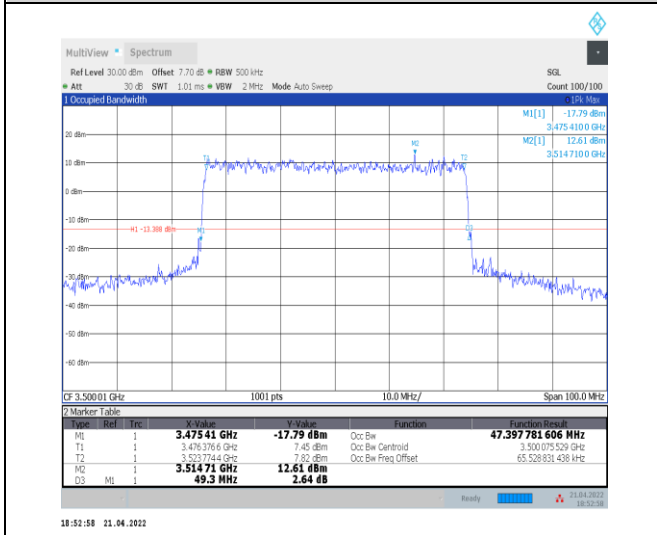 MultiView Spectrum
Ref Level 30.00 dBm Offset 7.70 dB RBW 500 kHz SGL
Att 30 dB SWT 1.01 ms VBW 2 MHz Mode Auto Sweep Count 100/100
1 Occupied Bandwidth 1Pk Max
M1[1] -17.79 dBm
3.475 410 0 GHz
M2[1] 12.61 dBm
3.514 710 0 GHz
20 dBm
10 dBm
0 dBm
-10 dBm
H1 -13.388 dBm
-20 dBm
-30 dBm
-40 dBm
-50 dBm
-60 dBm
T1
M2
T2
M1
D3
CF 3.500 01 GHz 1001 pts 10.0 MHz/ Span 100.0 MHz
2 Marker Table
Type Ref Trc X-Value Y-Value Function Function Result
M1 1 3.475 41 GHz -17.79 dBm Occ Bw 47.397 781 606 MHz
T1 1 3.476 376 6 GHz 7.45 dBm Occ Bw Centroid 3.500 075 529 GHz
T2 1 3.523 774 4 GHz 7.82 dBm Occ Bw Freq Offset 65.528 831 438 kHz
M2 1 3.514 71 GHz 12.61 dBm
D3 M1 1 49.3 MHz 2.64 dB
Ready 21.04.2022
18:52:58
18:52:58 21.04.2022